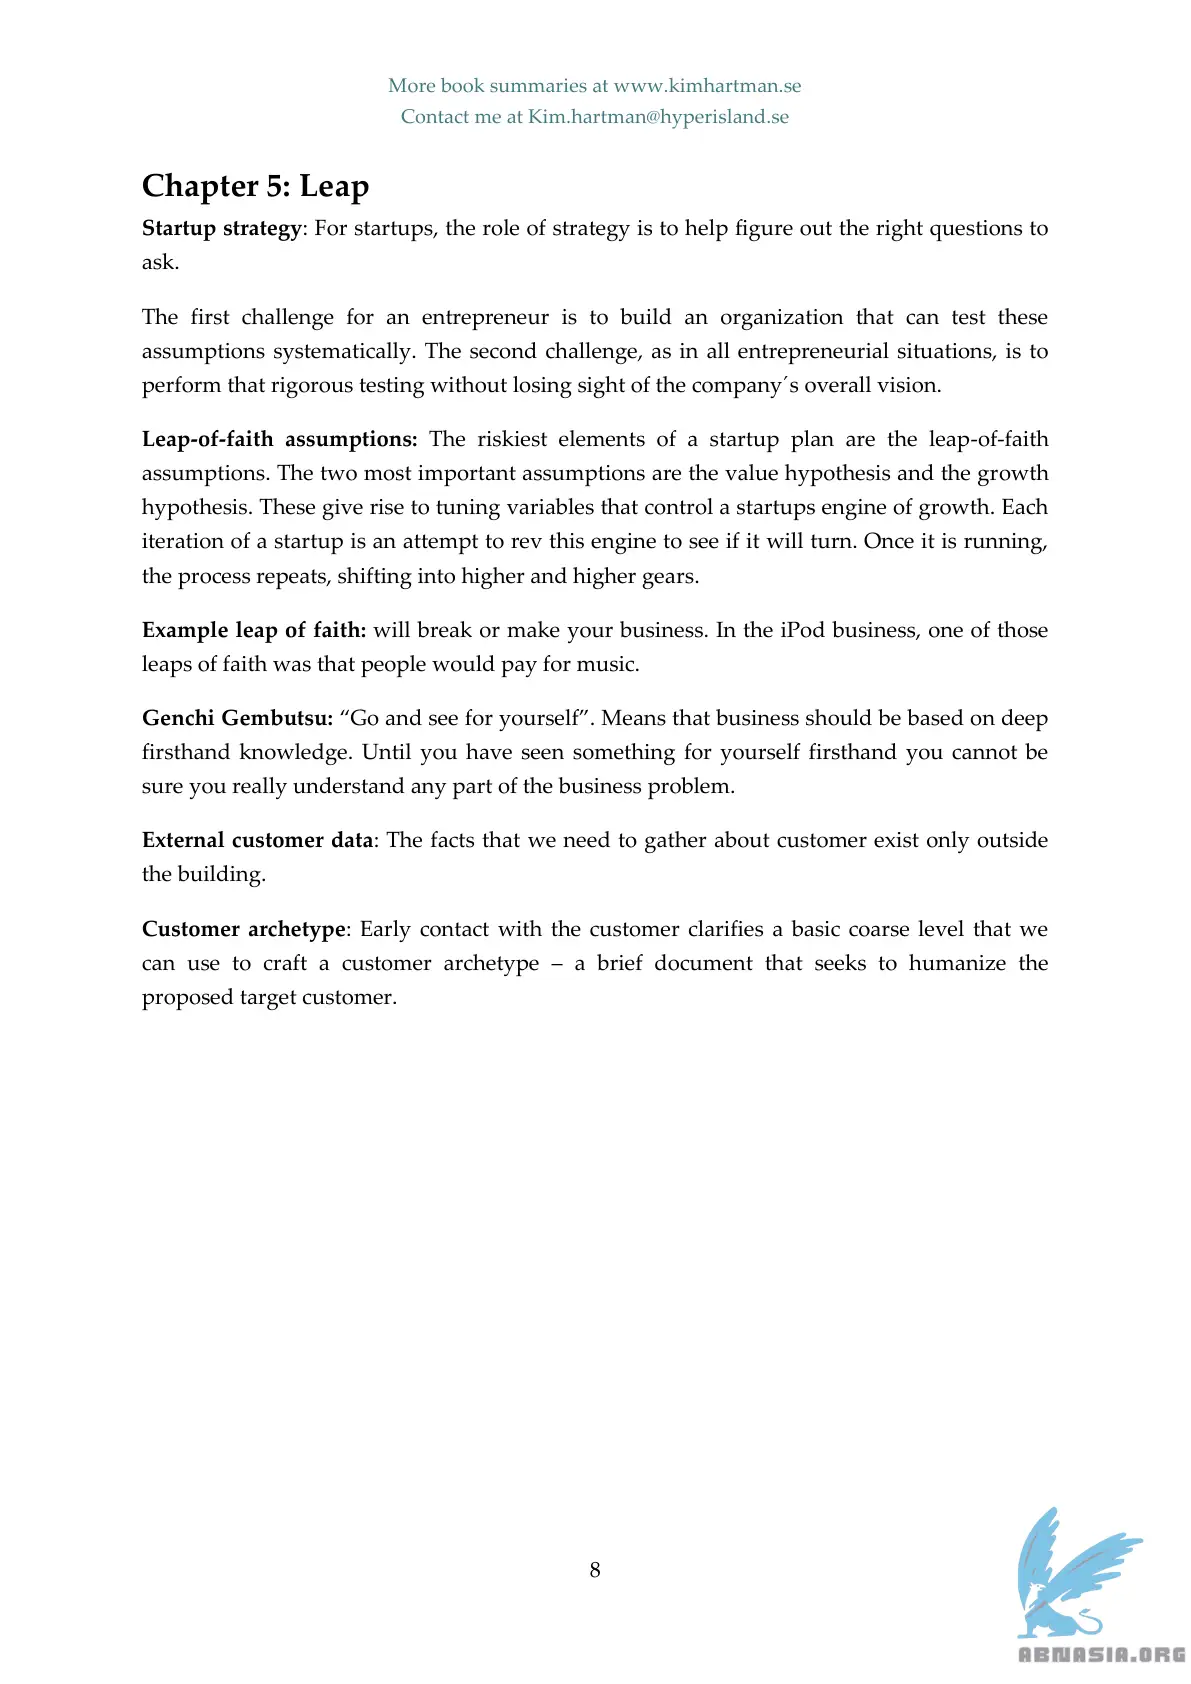 More book summaries at www.kimhartman.se
Contact me at Kim.hartman@hyperisland.se
Chapter 5: Leap
Startup strategy: For startups, the role of strategy is to help figure out the right questions to
ask.
The first challenge for an entrepreneur is to build an organization that can test these
assumptions systematically. The second challenge, as in all entrepreneurial situations, is to
perform that rigorous testing without losing sight of the company´s overall vision.
Leap-of-faith assumptions: The riskiest elements of a startup plan are the leap-of-faith
assumptions. The two most important assumptions are the value hypothesis and the growth
hypothesis. These give rise to tuning variables that control a startups engine of growth. Each
iteration of a startup is an attempt to rev this engine to see if it will turn. Once it is running,
the process repeats, shifting into higher and higher gears.
Example leap of faith: will break or make your business. In the iPod business, one of those
leaps of faith was that people would pay for music.
Genchi Gembutsu: “Go and see for yourself”. Means that business should be based on deep
firsthand knowledge. Until you have seen something for yourself firsthand you cannot be
sure you really understand any part of the business problem.
External customer data: The facts that we need to gather about customer exist only outside
the building.
Customer archetype: Early contact with the customer clarifies a basic coarse level that we
can use to craft a customer archetype – a brief document that seeks to humanize the
proposed target customer.
8
ABNASIA.ORG